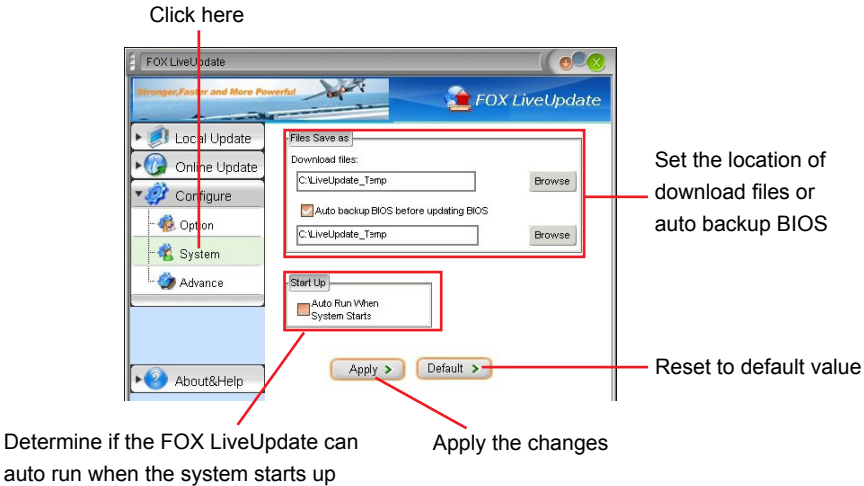 Click here
FOX LiveUpdate
Stronger,Faster and More Powerful
FOX LiveUpdate
Local Update
Online Update
Configure
Option
System
Advance
About&Help
Files Save as
Download files:
C:\LiveUpdate_Temp
Browse
Auto backup BIOS before updating BIOS
C:\LiveUpdate_Temp
Browse
Start Up
Auto Run When
System Starts
Apply
Default
Set the location of
download files or
auto backup BIOS
Reset to default value
Determine if the FOX LiveUpdate can
auto run when the system starts up
Apply the changes